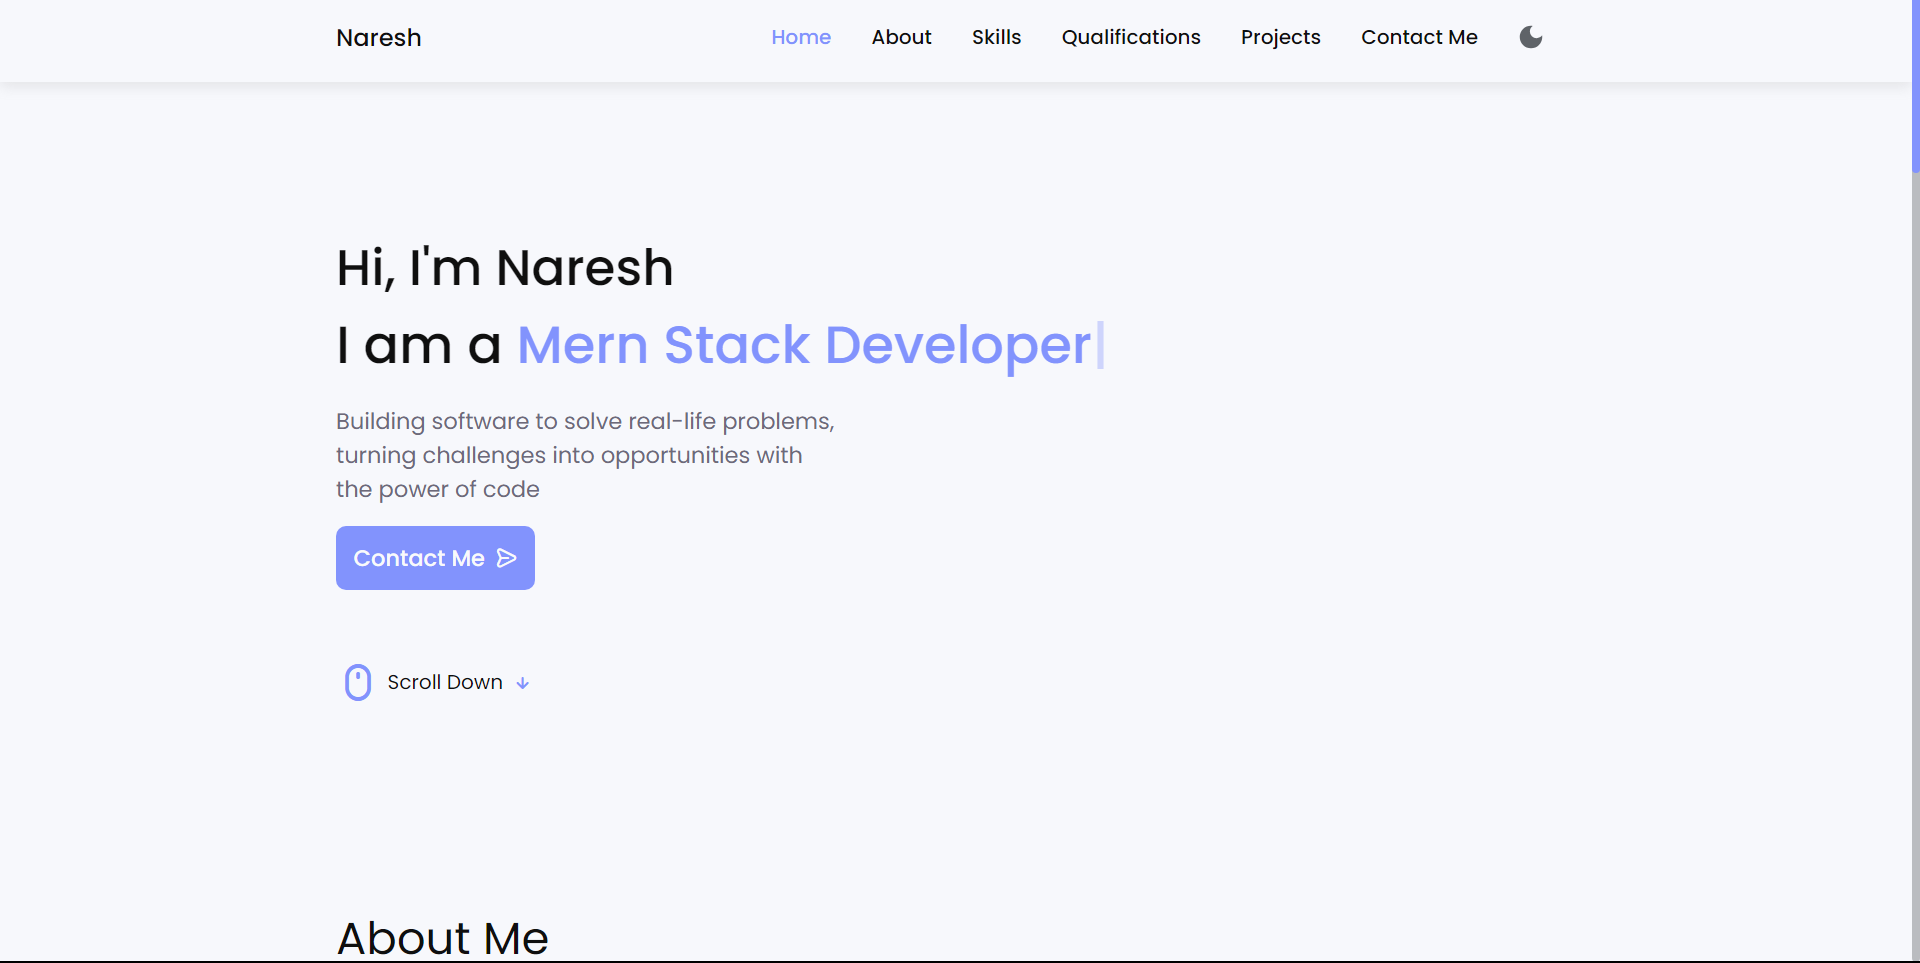 Naresh
Home About Skills Qualifications Projects Contact Me
Hi, I'm Naresh
I am a Mern Stack Developer
Building software to solve real-life problems,
turning challenges into opportunities with
the power of code
Contact Me
Scroll Down
About Me